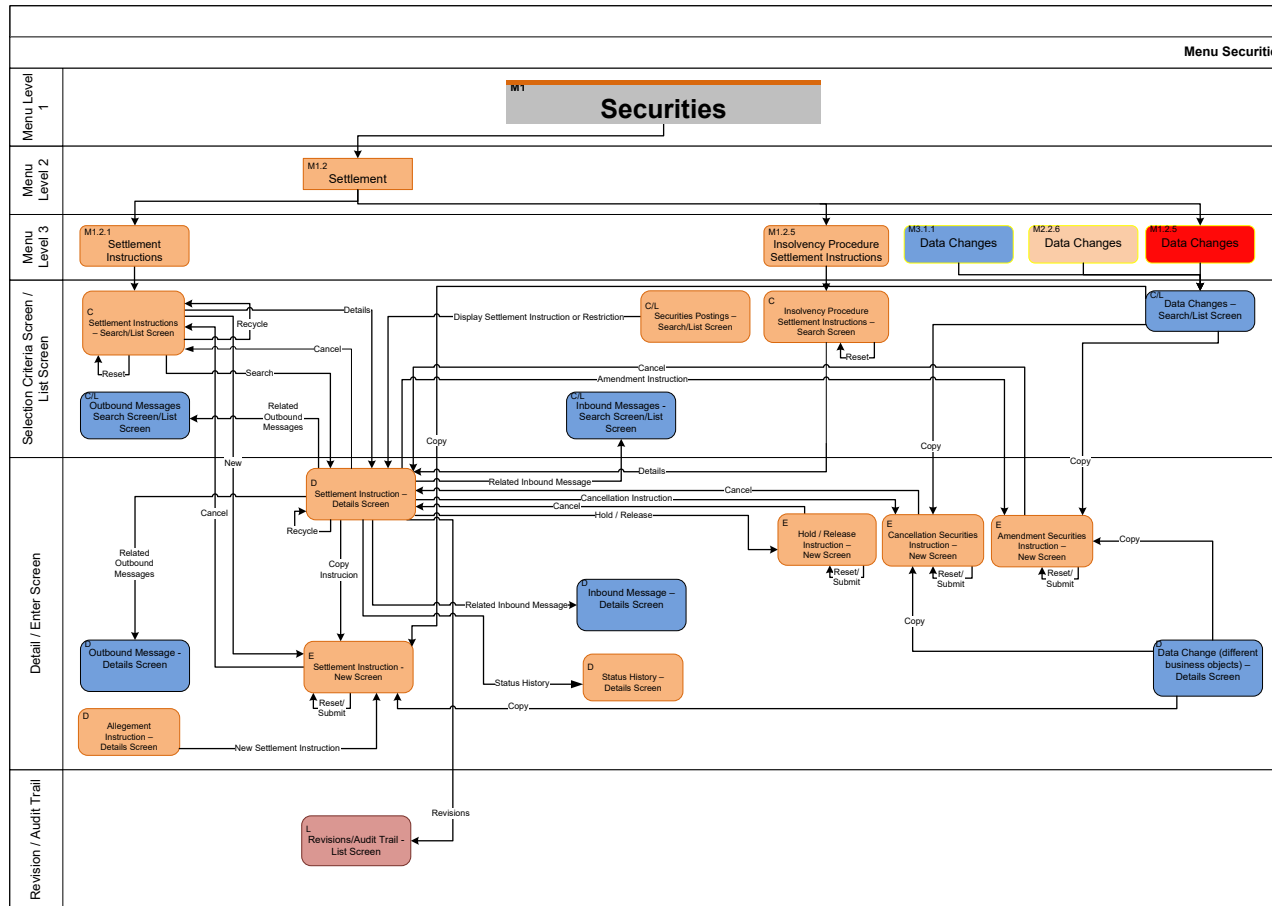 Menu Securitie
Menu Level
1
M1
Securities
Menu
Level 2
M1.2
Settlement
Menu
Level 3
M1.2.1
Settlement
Instructions
M1.2.5
Insolvency Procedure
Settlement Instructions
M3.1.1
Data Changes
M2.2.6
Data Changes
M1.2.5
Data Changes
Selection Criteria Screen /
List Screen
C
Settlement Instructions
– Search/List Screen
Recycle
Details
Reset
Cancel
Search
Display Settlement Instruction or Restriction
C/L
Securities Postings –
Search/List Screen
C
Insolvency Procedure
Settlement Instructions –
Search Screen
Reset
C/L
Data Changes –
Search/List Screen
Cancel
Amendment Instruction
C/L
Outbound Messages
Search Screen/List
Screen
Related
Outbound
Messages
C/L
Inbound Messages -
Search Screen/List
Screen
Copy
Copy
Copy
New
Detail / Enter Screen
D
Settlement Instruction –
Details Screen
Details
Related Inbound Message
Cancel
Cancellation Instruction
Cancel
Hold / Release
Cancel
Recycle
E
Hold / Release
Instruction –
New Screen
Reset/
Submit
E
Cancellation Securities
Instruction –
New Screen
Reset/
Submit
E
Amendment Securities
Instruction –
New Screen
Reset/
Submit
Copy
Related
Outbound
Messages
Copy
Instrucion
Related Inbound Message
D
Inbound Message –
Details Screen
Copy
D
Outbound Message -
Details Screen
E
Settlement Instruction -
New Screen
Reset/
Submit
Status History
D
Status History –
Details Screen
D
Data Change (different
business objects) –
Details Screen
Copy
D
Allegement
Instruction –
Details Screen
New Settlement Instruction
Revision / Audit Trail
Revisions
L
Revisions/Audit Trail -
List Screen